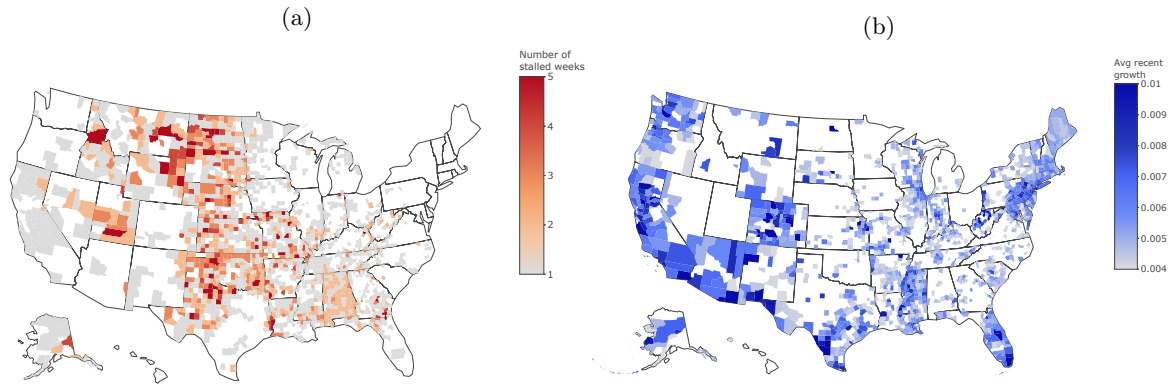 (a)
Number of
stalled weeks
5
4
3
2
1
(b)
Avg recent
growth
0.01
0.009
0.008
0.007
0.006
0.005
0.004